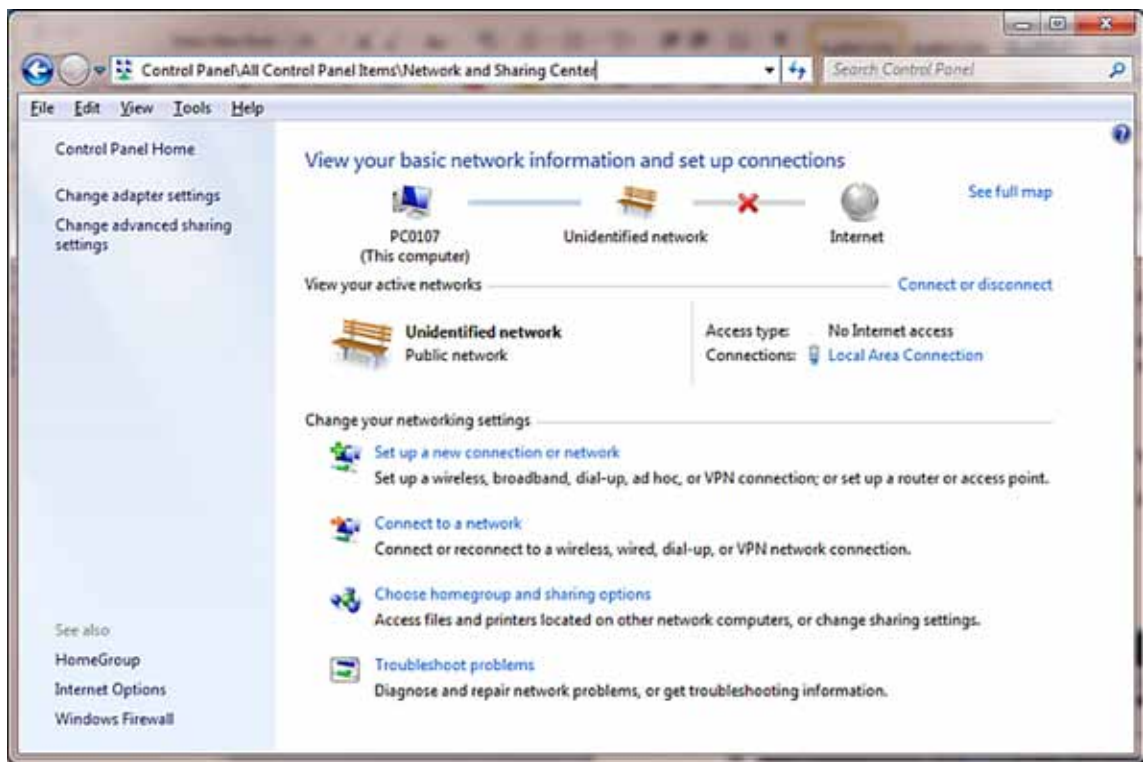 Control Panel\All Control Panel Items\Network and Sharing Center
Search Control Panel
File Edit View Tools Help
Control Panel Home
Change adapter settings
Change advanced sharing
settings
View your basic network information and set up connections
See full map
PC0107
(This computer)
Unidentified network
Internet
View your active networks
Connect or disconnect
Unidentified network
Public network
Access type: No Internet access
Connections: Local Area Connection
Change your networking settings
Set up a new connection or network
Set up a wireless, broadband, dial-up, ad hoc, or VPN connection; or set up a router or access point.
Connect to a network
Connect or reconnect to a wireless, wired, dial-up, or VPN network connection.
Choose homegroup and sharing options
Access files and printers located on other network computers, or change sharing settings.
Troubleshoot problems
Diagnose and repair network problems, or get troubleshooting information.
See also
HomeGroup
Internet Options
Windows Firewall